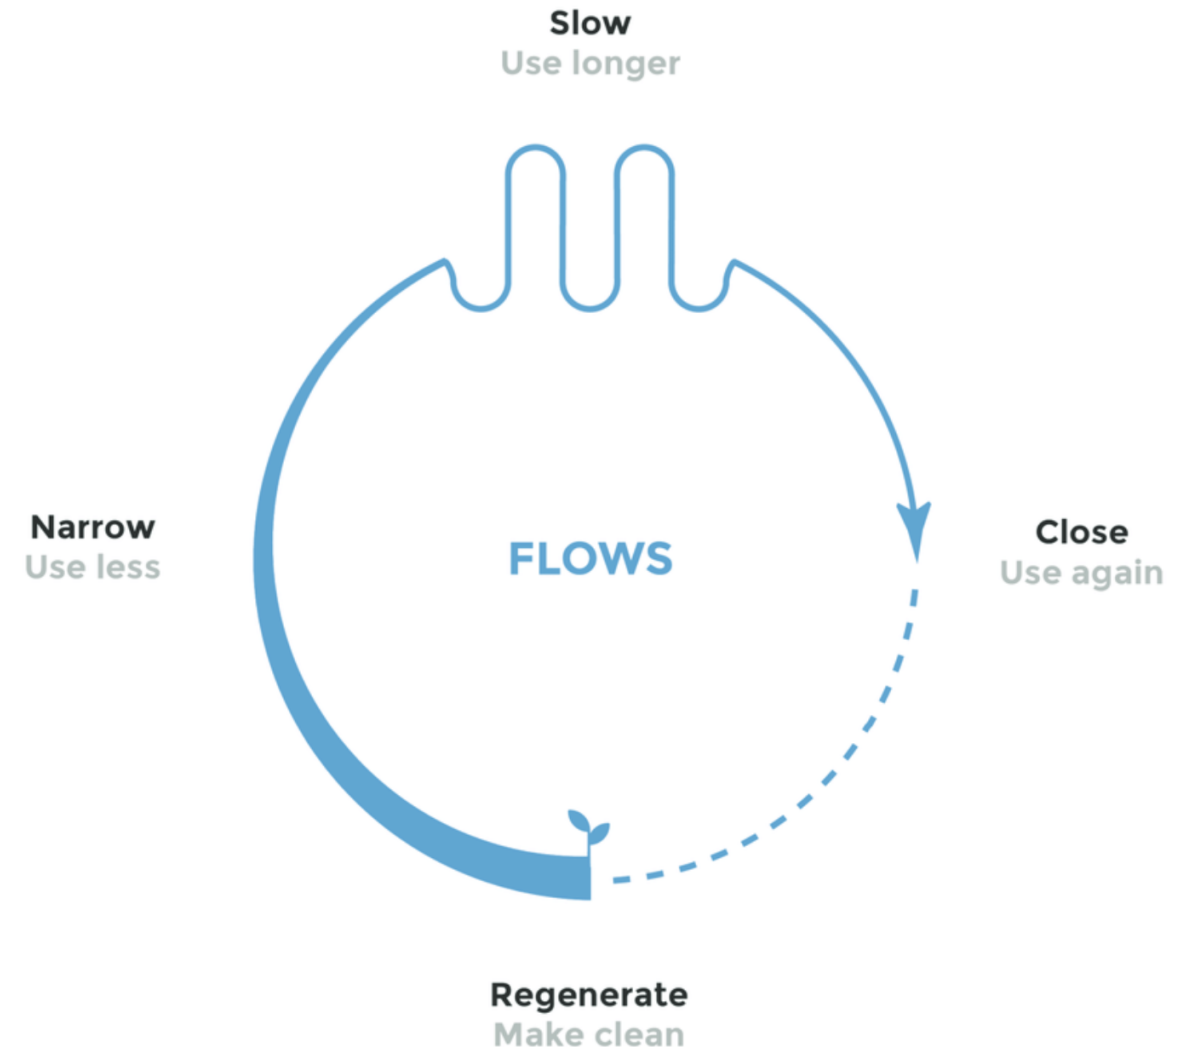 Slow
Use longer
Narrow
Use less
FLOWS
Close
Use again
Regenerate
Make clean